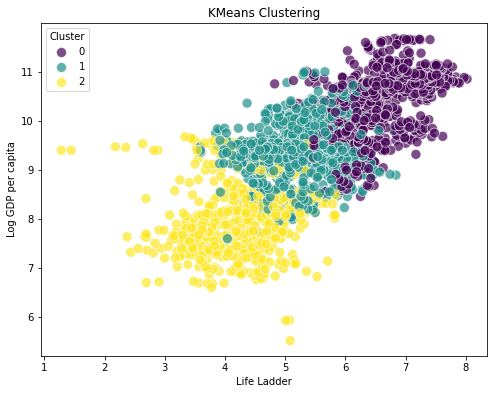 KMeans Clustering
Cluster
0
1
2
Log GDP per capita
11
10
9
8
7
6
1 2 3 4 5 6 7 8
Life Ladder